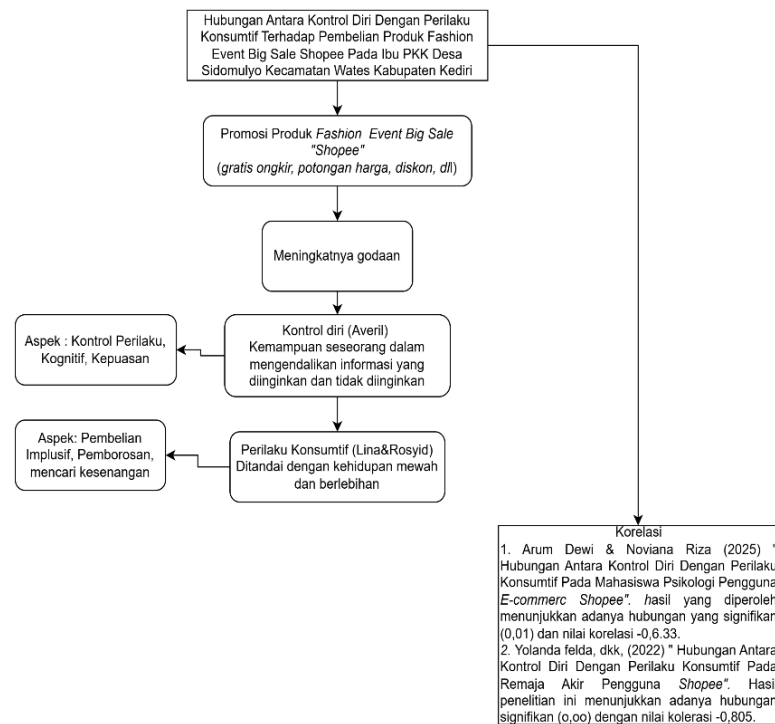 Hubungan Antara Kontrol Diri Dengan Perilaku
Konsumtif Terhadap Pembelian Produk Fashion
Event Big Sale Shopee Pada Ibu PKK Desa
Sidomulyo Kecamatan Wates Kabupaten Kediri
Promosi Produk Fashion Event Big Sale
"Shopee"
(gratis ongkir, potongan harga, diskon, dll)
Meningkatnya godaan
Kontrol diri (Averil)
Kemampuan seseorang dalam
mengendalikan informasi yang
diinginkan dan tidak diinginkan
Aspek : Kontrol Perilaku,
Kognitif, Kepuasan
Perilaku Konsumtif (Lina&Rosyid)
Ditandai dengan kehidupan mewah
dan berlebihan
Aspek: Pembelian
Implusif, Pemborosan,
mencari kesenangan
Korelasi
1. Arum Dewi & Noviana Riza (2025) "
Hubungan Antara Kontrol Diri Dengan Perilaku
Konsumtif Pada Mahasiswa Psikologi Pengguna
E-commerc Shopee". hasil yang diperoleh
menunjukkan adanya hubungan yang signifikan
(0,01) dan nilai korelasi -0,6.33.
2. Yolanda felda, dkk, (2022) " Hubungan Antara
Kontrol Diri Dengan Perilaku Konsumtif Pada
Remaja Akir Pengguna Shopee". Hasil
penelitian ini menunjukkan adanya hubungan
signifikan (o,oo) dengan nilai kolerasi -0,805.